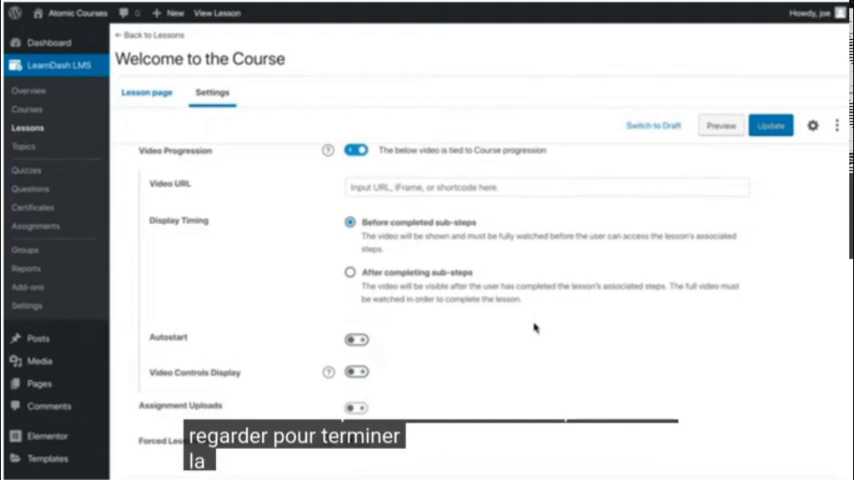 Atomic Courses 0 + New View Lesson Howdy, joe
Dashboard
LearnDash LMS
Overview
Courses
Lessons
Topics
Quizzes
Questions
Certificates
Assignments
Groups
Reports
Add-ons
Settings
Posts
Media
Pages
Comments
Elementor
Templates
← Back to Lessons
Welcome to the Course
Lesson page Settings
Switch to Draft Preview Update
Video Progression ? The below video is tied to Course progression
Video URL Input URL, iFrame, or shortcode here.
Display Timing Before completed sub-steps
The video will be shown and must be fully watched before the user can access the lesson's associated
steps.
After completing sub-steps
The video will be visible after the user has completed the lesson's associated steps. The full video must
be watched in order to complete the lesson.
Autostart
Video Controls Display ?
Assignment Uploads
Forced Les
regarder pour terminer
la